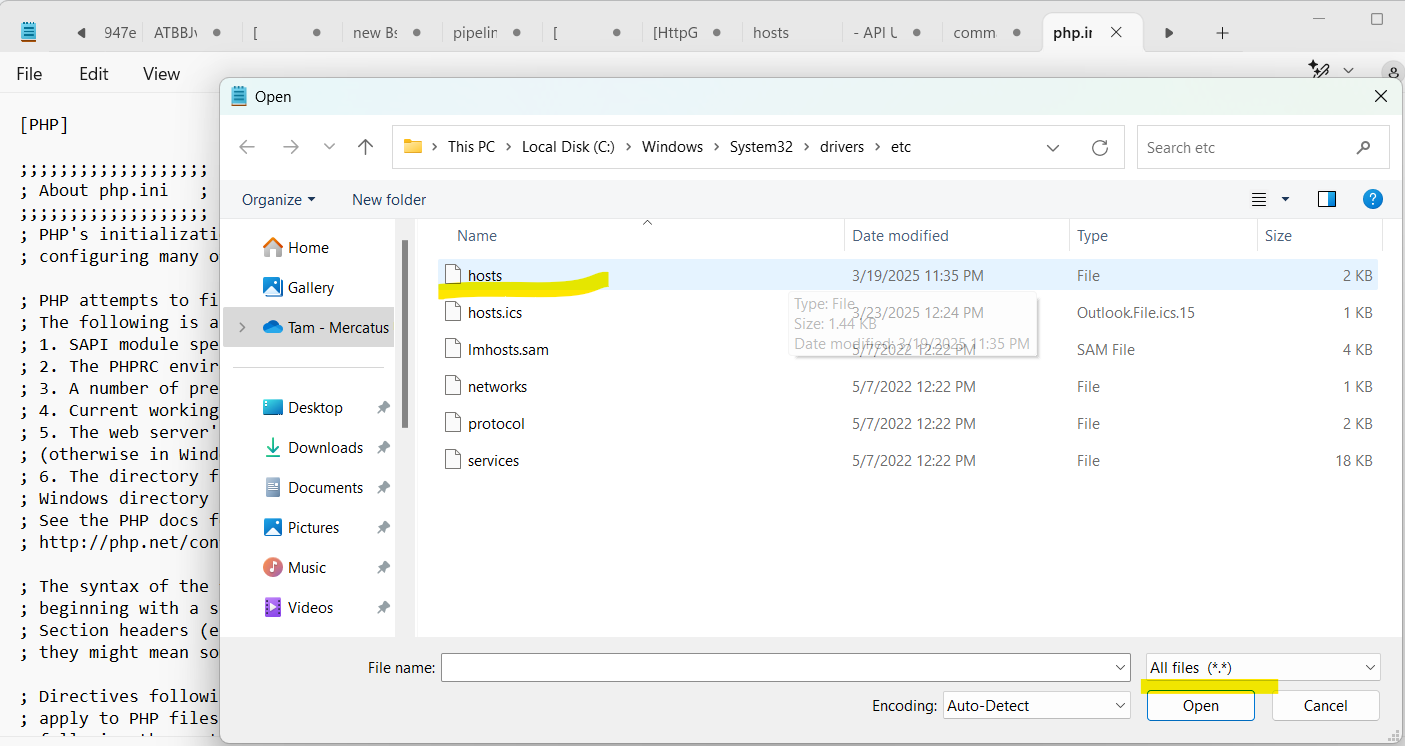 947e ATBBJv [ new Bs pipelin [ [HttpG hosts - API U comm php.ir
File Edit View
Open
This PC > Local Disk (C:) > Windows > System32 > drivers > etc
Search etc
Organize New folder
Home
Gallery
Tam - Mercatus
Desktop
Downloads
Documents
Pictures
Music
Videos
Name Date modified Type Size
hosts 3/19/2025 11:35 PM File 2 KB
hosts.ics 3/23/2025 12:24 PM Outlook.File.ics.15 1 KB
lmhosts.sam 5/7/2022 12:22 PM SAM File 4 KB
networks 5/7/2022 12:22 PM File 1 KB
protocol 5/7/2022 12:22 PM File 2 KB
services 5/7/2022 12:22 PM File 18 KB
Type: File
Size: 1.44 KB
Date modified: 3/19/2025 11:35 PM
File name:
All files (*.*)
Encoding: Auto-Detect
Open Cancel
[PHP]
;;;;;;;;;;;;;;;;;;;
; About php.ini ;
;;;;;;;;;;;;;;;;;;;
; PHP's initializati
; configuring many o
; PHP attempts to fi
; The following is a
; 1. SAPI module spe
; 2. The PHPRC envir
; 3. A number of pre
; 4. Current working
; 5. The web server'
; (otherwise in Wind
; 6. The directory f
; Windows directory
; See the PHP docs f
; http://php.net/con
; The syntax of the
; beginning with a s
; Section headers (e
; they might mean so
; Directives followi
; apply to PHP files